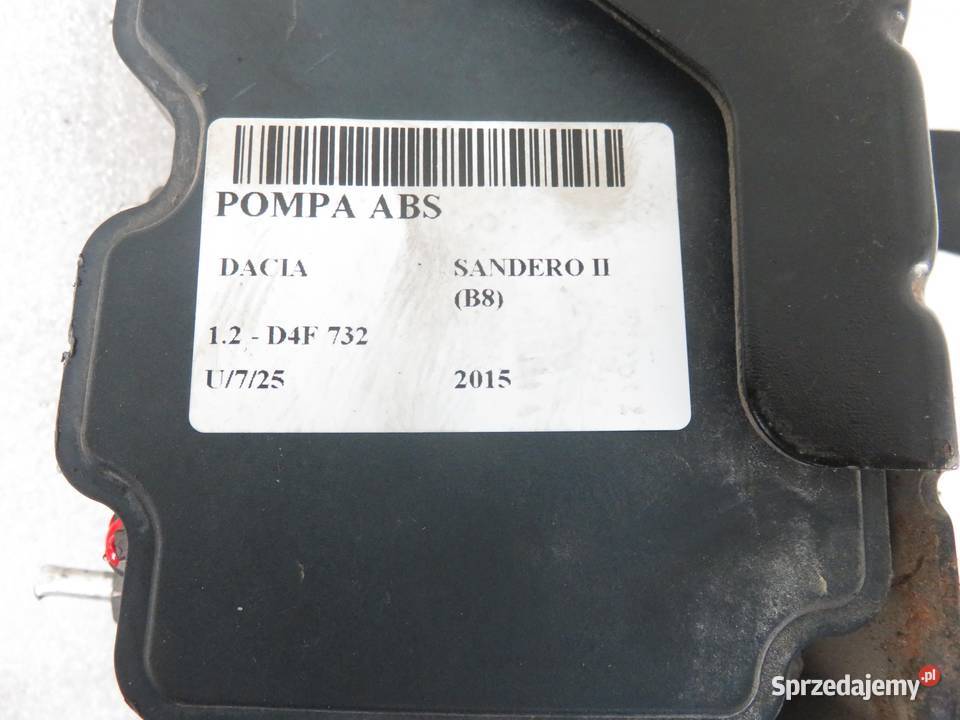 POMPA ABS
DACIA SANDERO II
(B8)
1.2 - D4F 732
U/7/25 2015
Sprzedajemy.pl